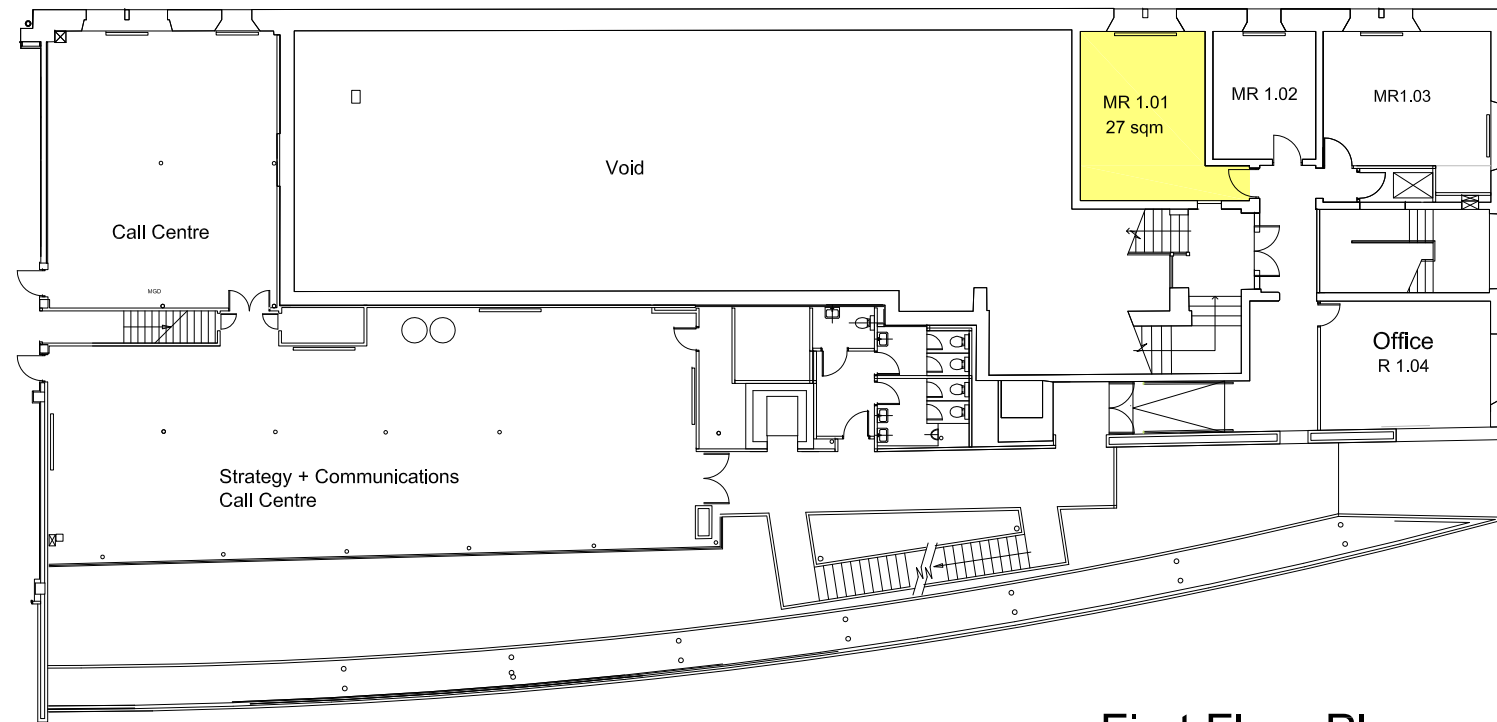 MR 1.01
27 sqm
MR 1.02
MR1.03
Void
Call Centre
MGD
Office
R 1.04
Strategy + Communications
Call Centre